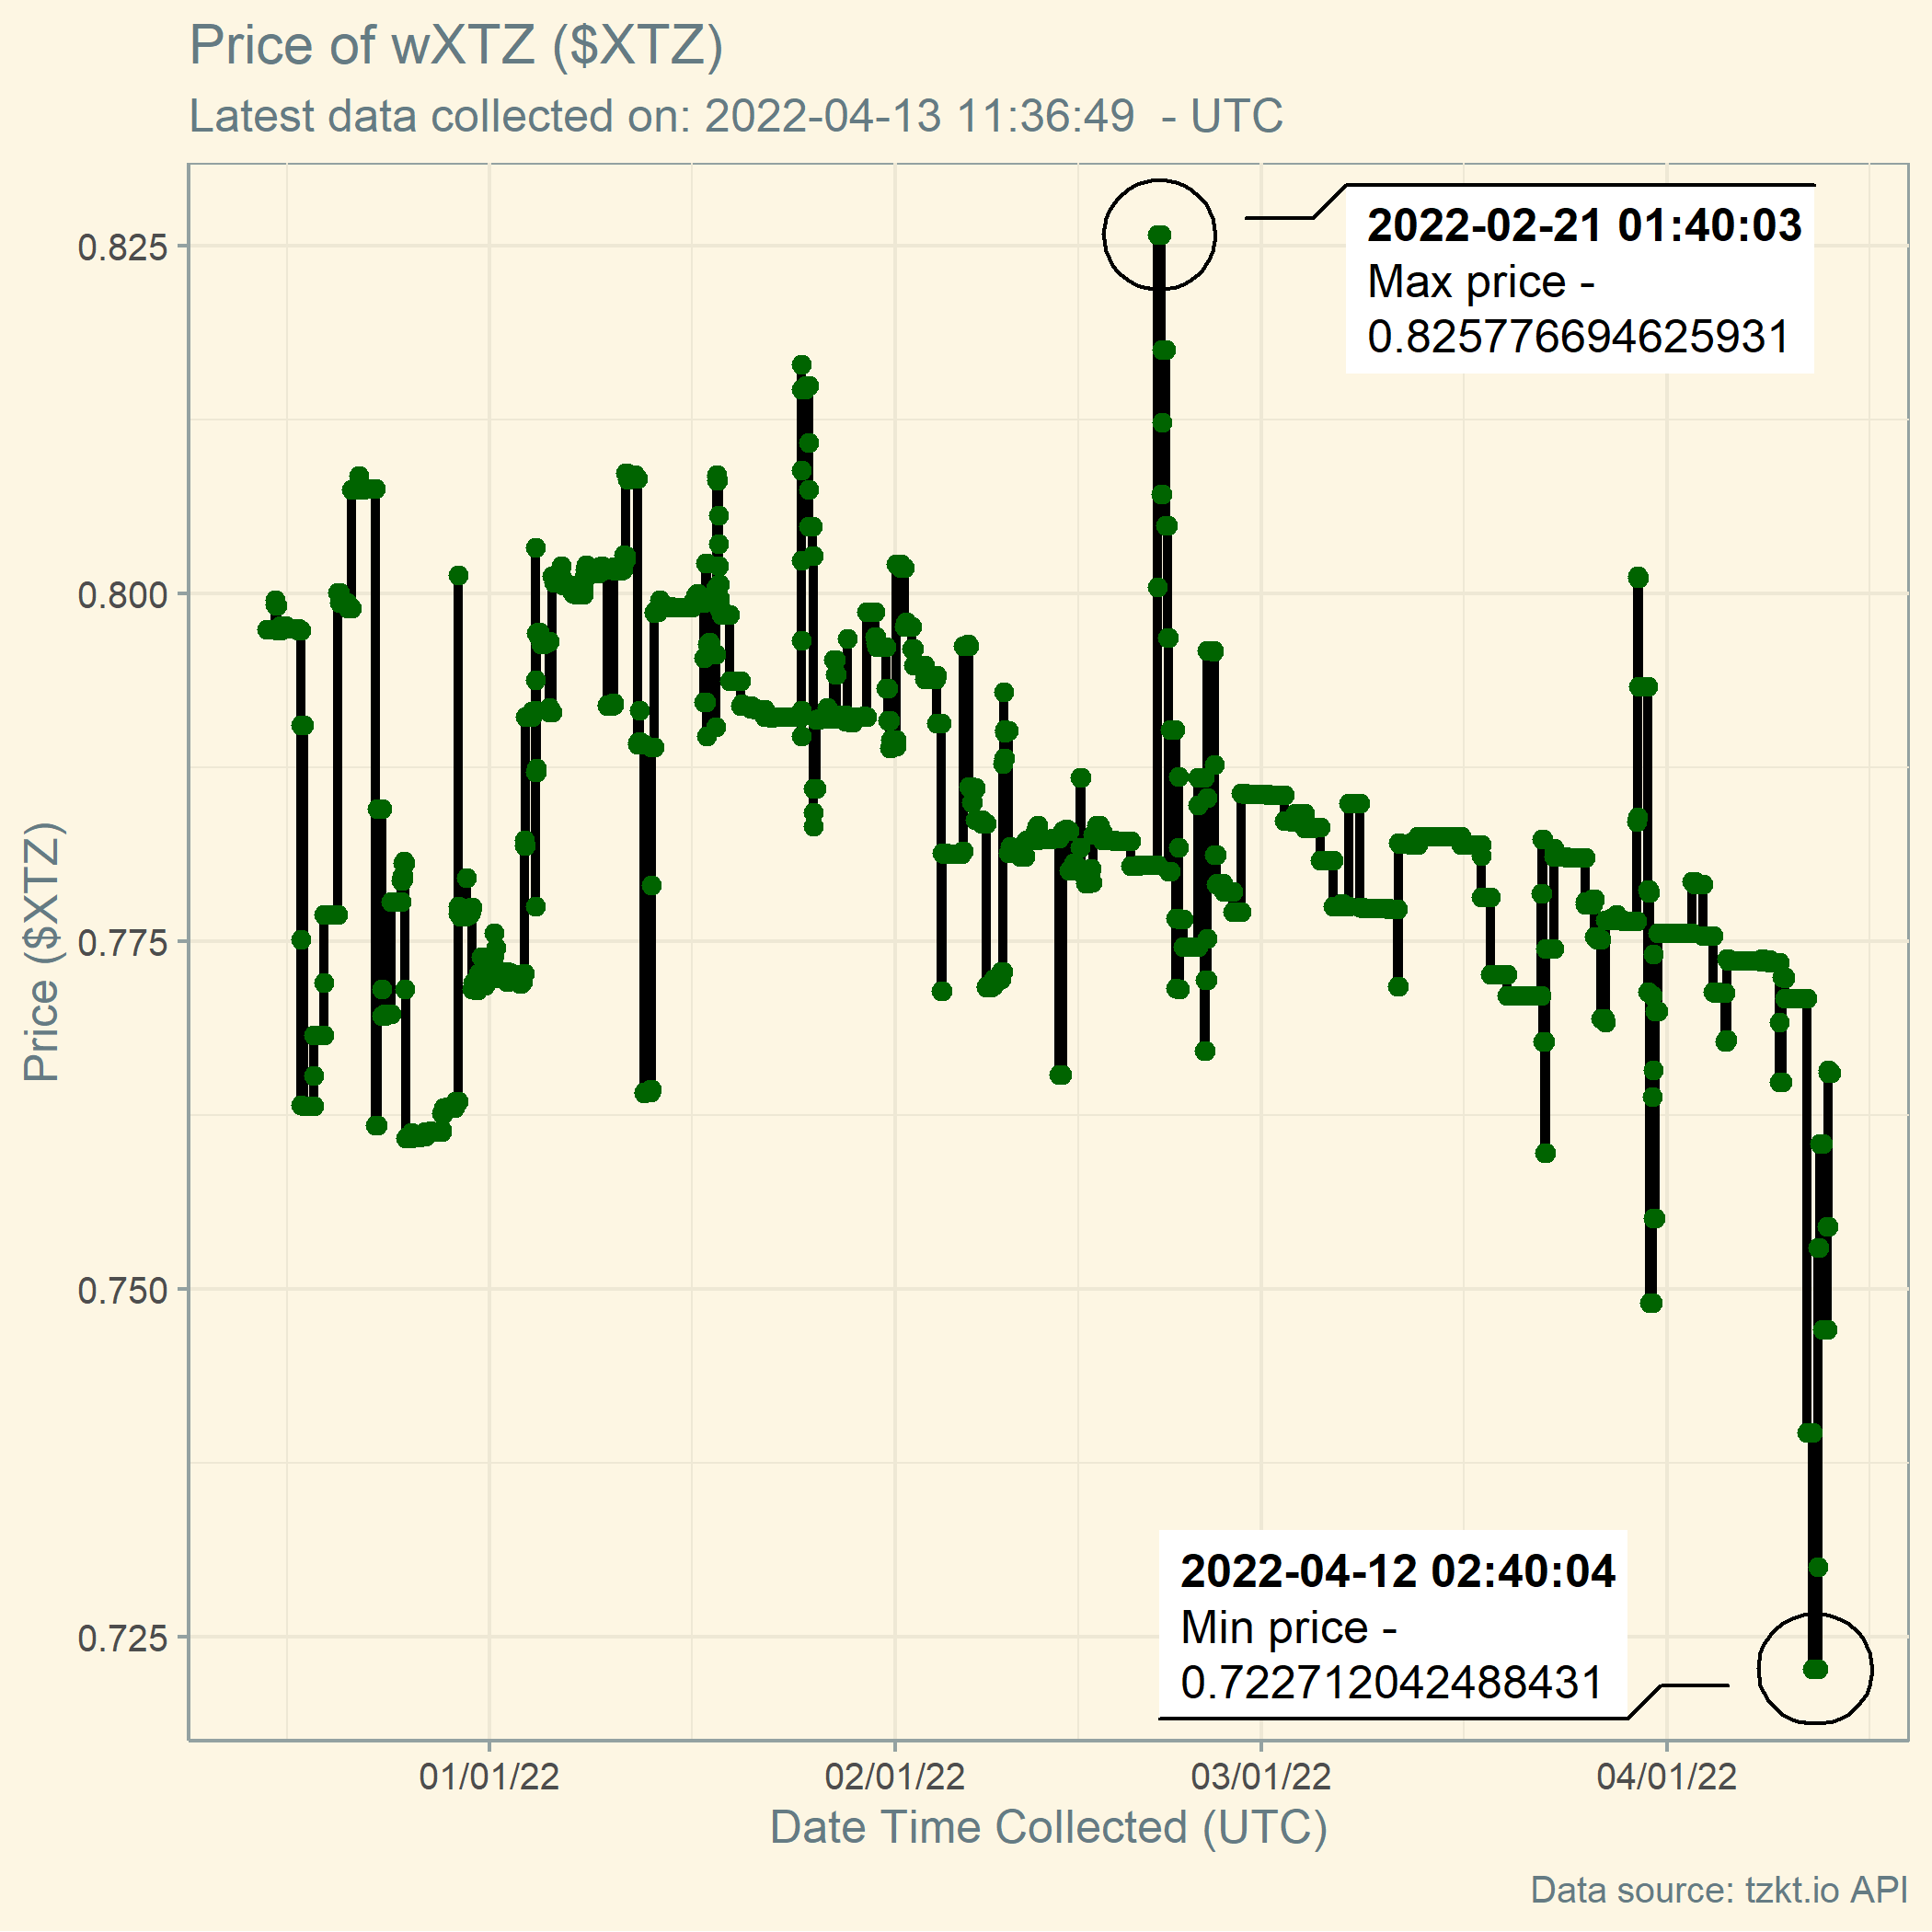 Price of wXTZ ($XTZ)
Latest data collected on: 2022-04-13 11:36:49  - UTC
2022-02-21 01:40:03
Max price -
0.825776694625931
0.825
0.800
0.775
0.750
0.725
Price ($XTZ)
2022-04-12 02:40:04
Min price -
0.722712042488431
01/01/22
02/01/22
03/01/22
04/01/22
Date Time Collected (UTC)
Data source: tzkt.io API